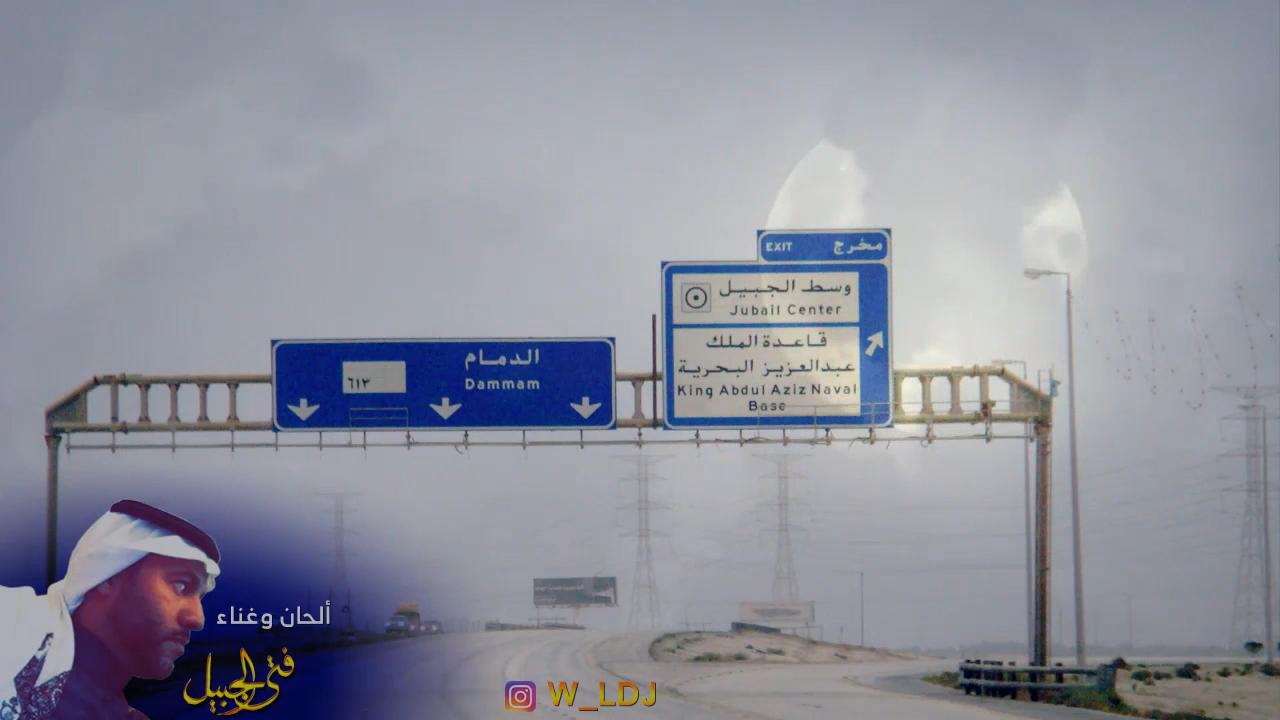 مخرج
EXIT
وسط الجبيل
Jubail Center
قاعدة الملك
عبدالعزيز البحرية
King Abdul Aziz Naval
Base
الدمام
٦١٣
Dammam
ألحان وغناء
فتى الجبيل
W_LDJ